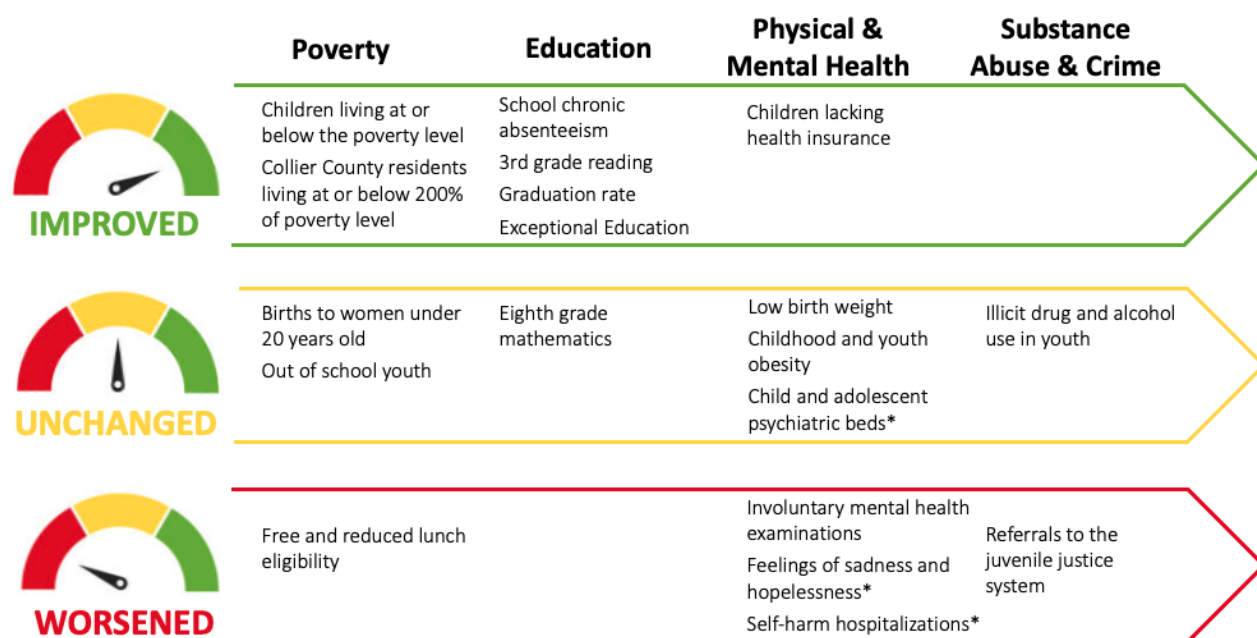 Poverty
Education
Physical &
Mental Health
Substance
Abuse & Crime
IMPROVED
Children living at or
below the poverty level
Collier County residents
living at or below 200%
of poverty level
School chronic
absenteeism
3rd grade reading
Graduation rate
Exceptional Education
Children lacking
health insurance
UNCHANGED
Births to women under
20 years old
Out of school youth
Eighth grade
mathematics
Low birth weight
Childhood and youth
obesity
Child and adolescent
psychiatric beds*
Illicit drug and alcohol
use in youth
WORSENED
Free and reduced lunch
eligibility
Involuntary mental health
examinations
Feelings of sadness and
hopelessness*
Self-harm hospitalizations*
Referrals to the
juvenile justice
system